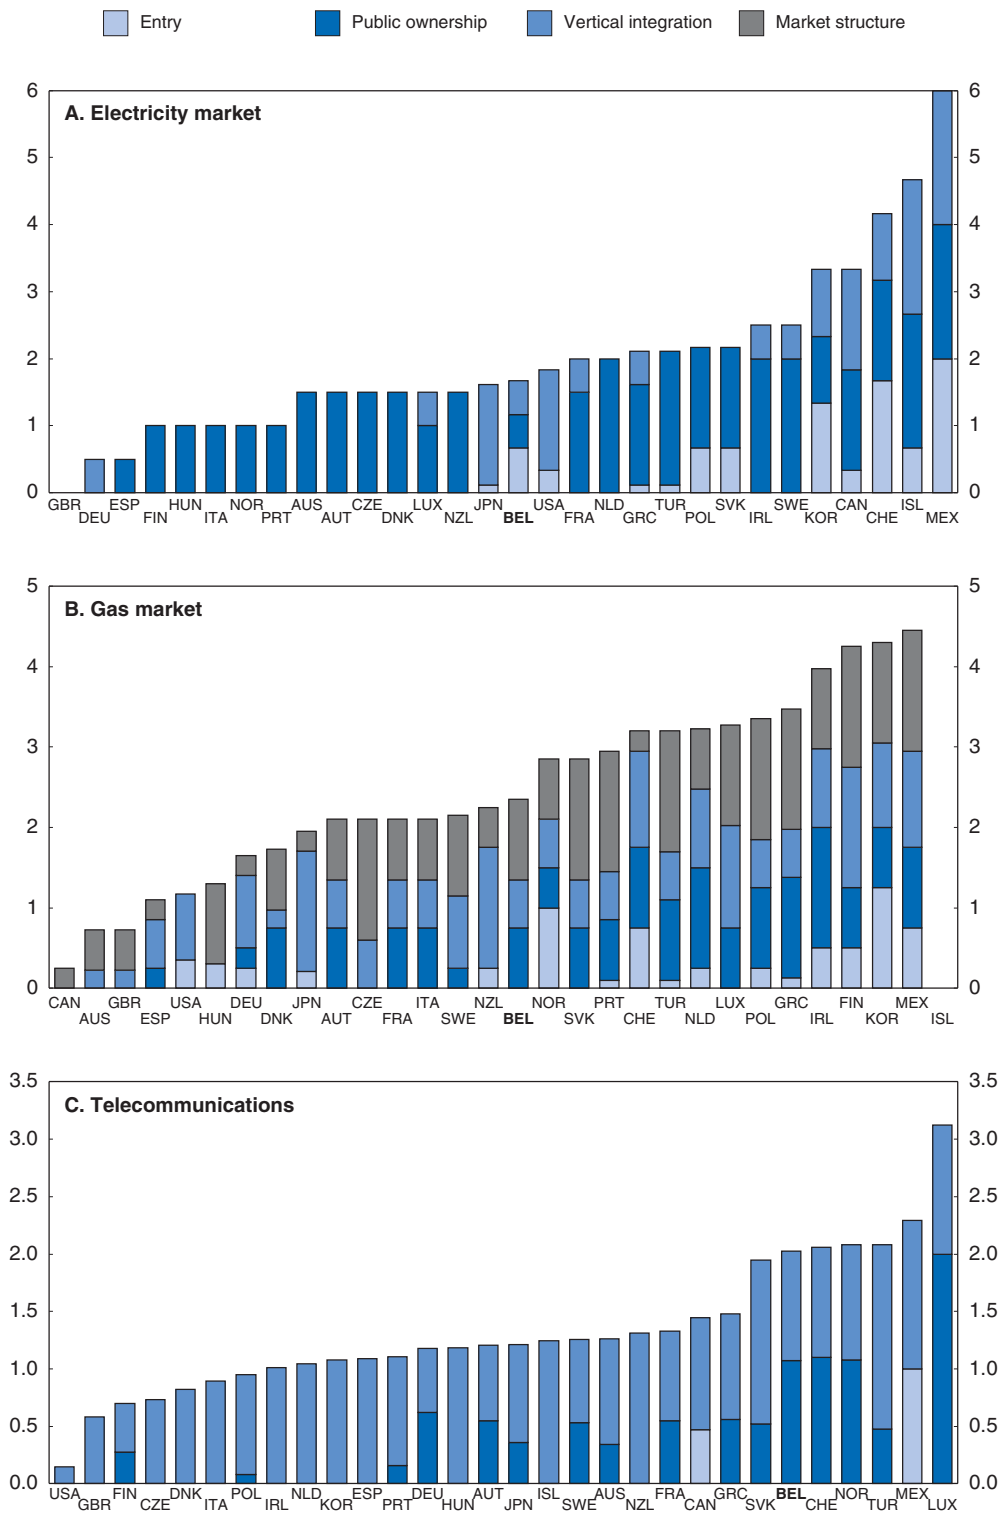 Entry Public ownership Vertical integration Market structure
A. Electricity market
6 6
5 5
4 4
3 3
2 2
1 1
0 0
GBR ESP HUN NOR AUS CZE LUX JPN USA NLD TUR SVK SWE CAN ISL
DEU FIN ITA PRT AUT DNK NZL BEL FRA GRC POL IRL KOR CHE MEX
5 5
B. Gas market
4 4
3 3
2 2
1 1
0 0
CAN GBR USA DEU JPN CZE ITA NZL NOR PRT TUR LUX GRC FIN MEX
AUS ESP HUN DNK AUT FRA SWE BEL SVK CHE NLD POL IRL KOR ISL
3.5 3.5
C. Telecommunications
3.0 3.0
2.5 2.5
2.0 2.0
1.5 1.5
1.0 1.0
0.5 0.5
0.0 0.0
USA FIN DNK POL NLD ESP DEU AUT ISL AUS FRA GRC BEL NOR MEX
GBR CZE ITA IRL KOR PRT HUN JPN SWE NZL CAN SVK CHE TUR LUX